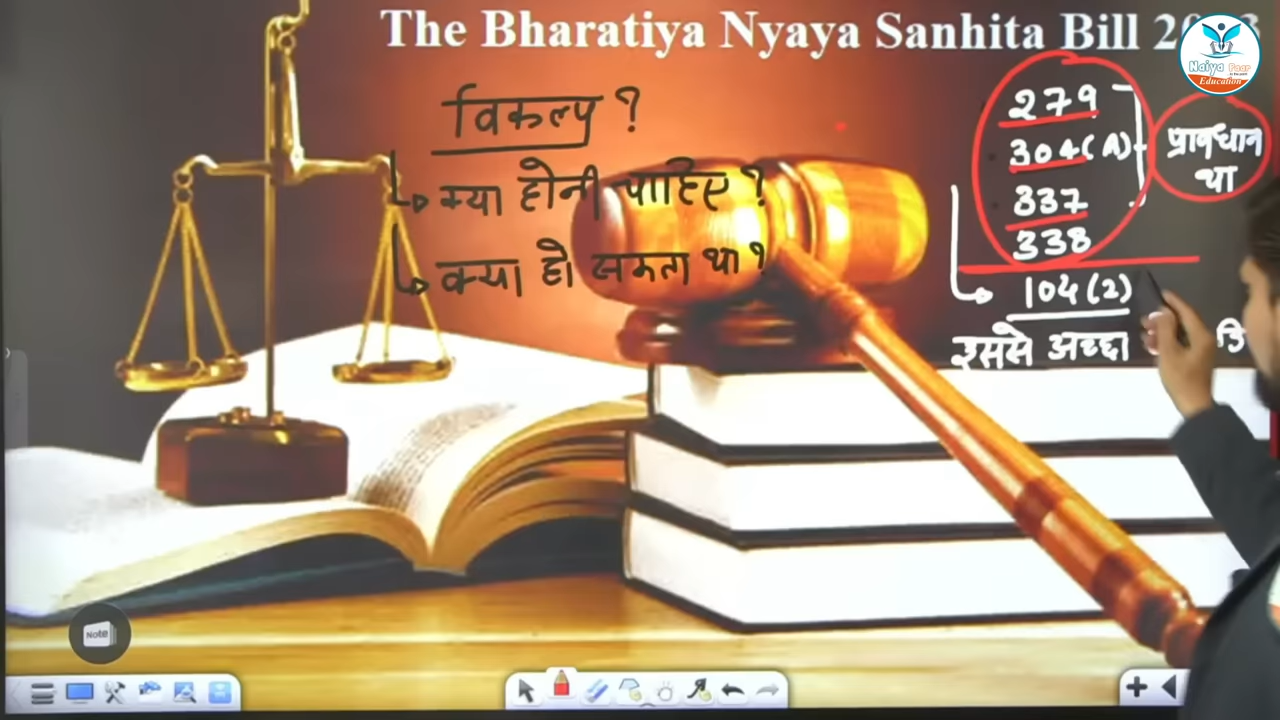 The Bharatiya Nyaya Sanhita Bill 2023
Naiya Paar
Education
विकल्प ?
क्या होनी चाहिए ?
क्या हो सकता था ?
279
304(A)
337
338
प्रावधान
था
104(2)
इससे अच्छा
Note